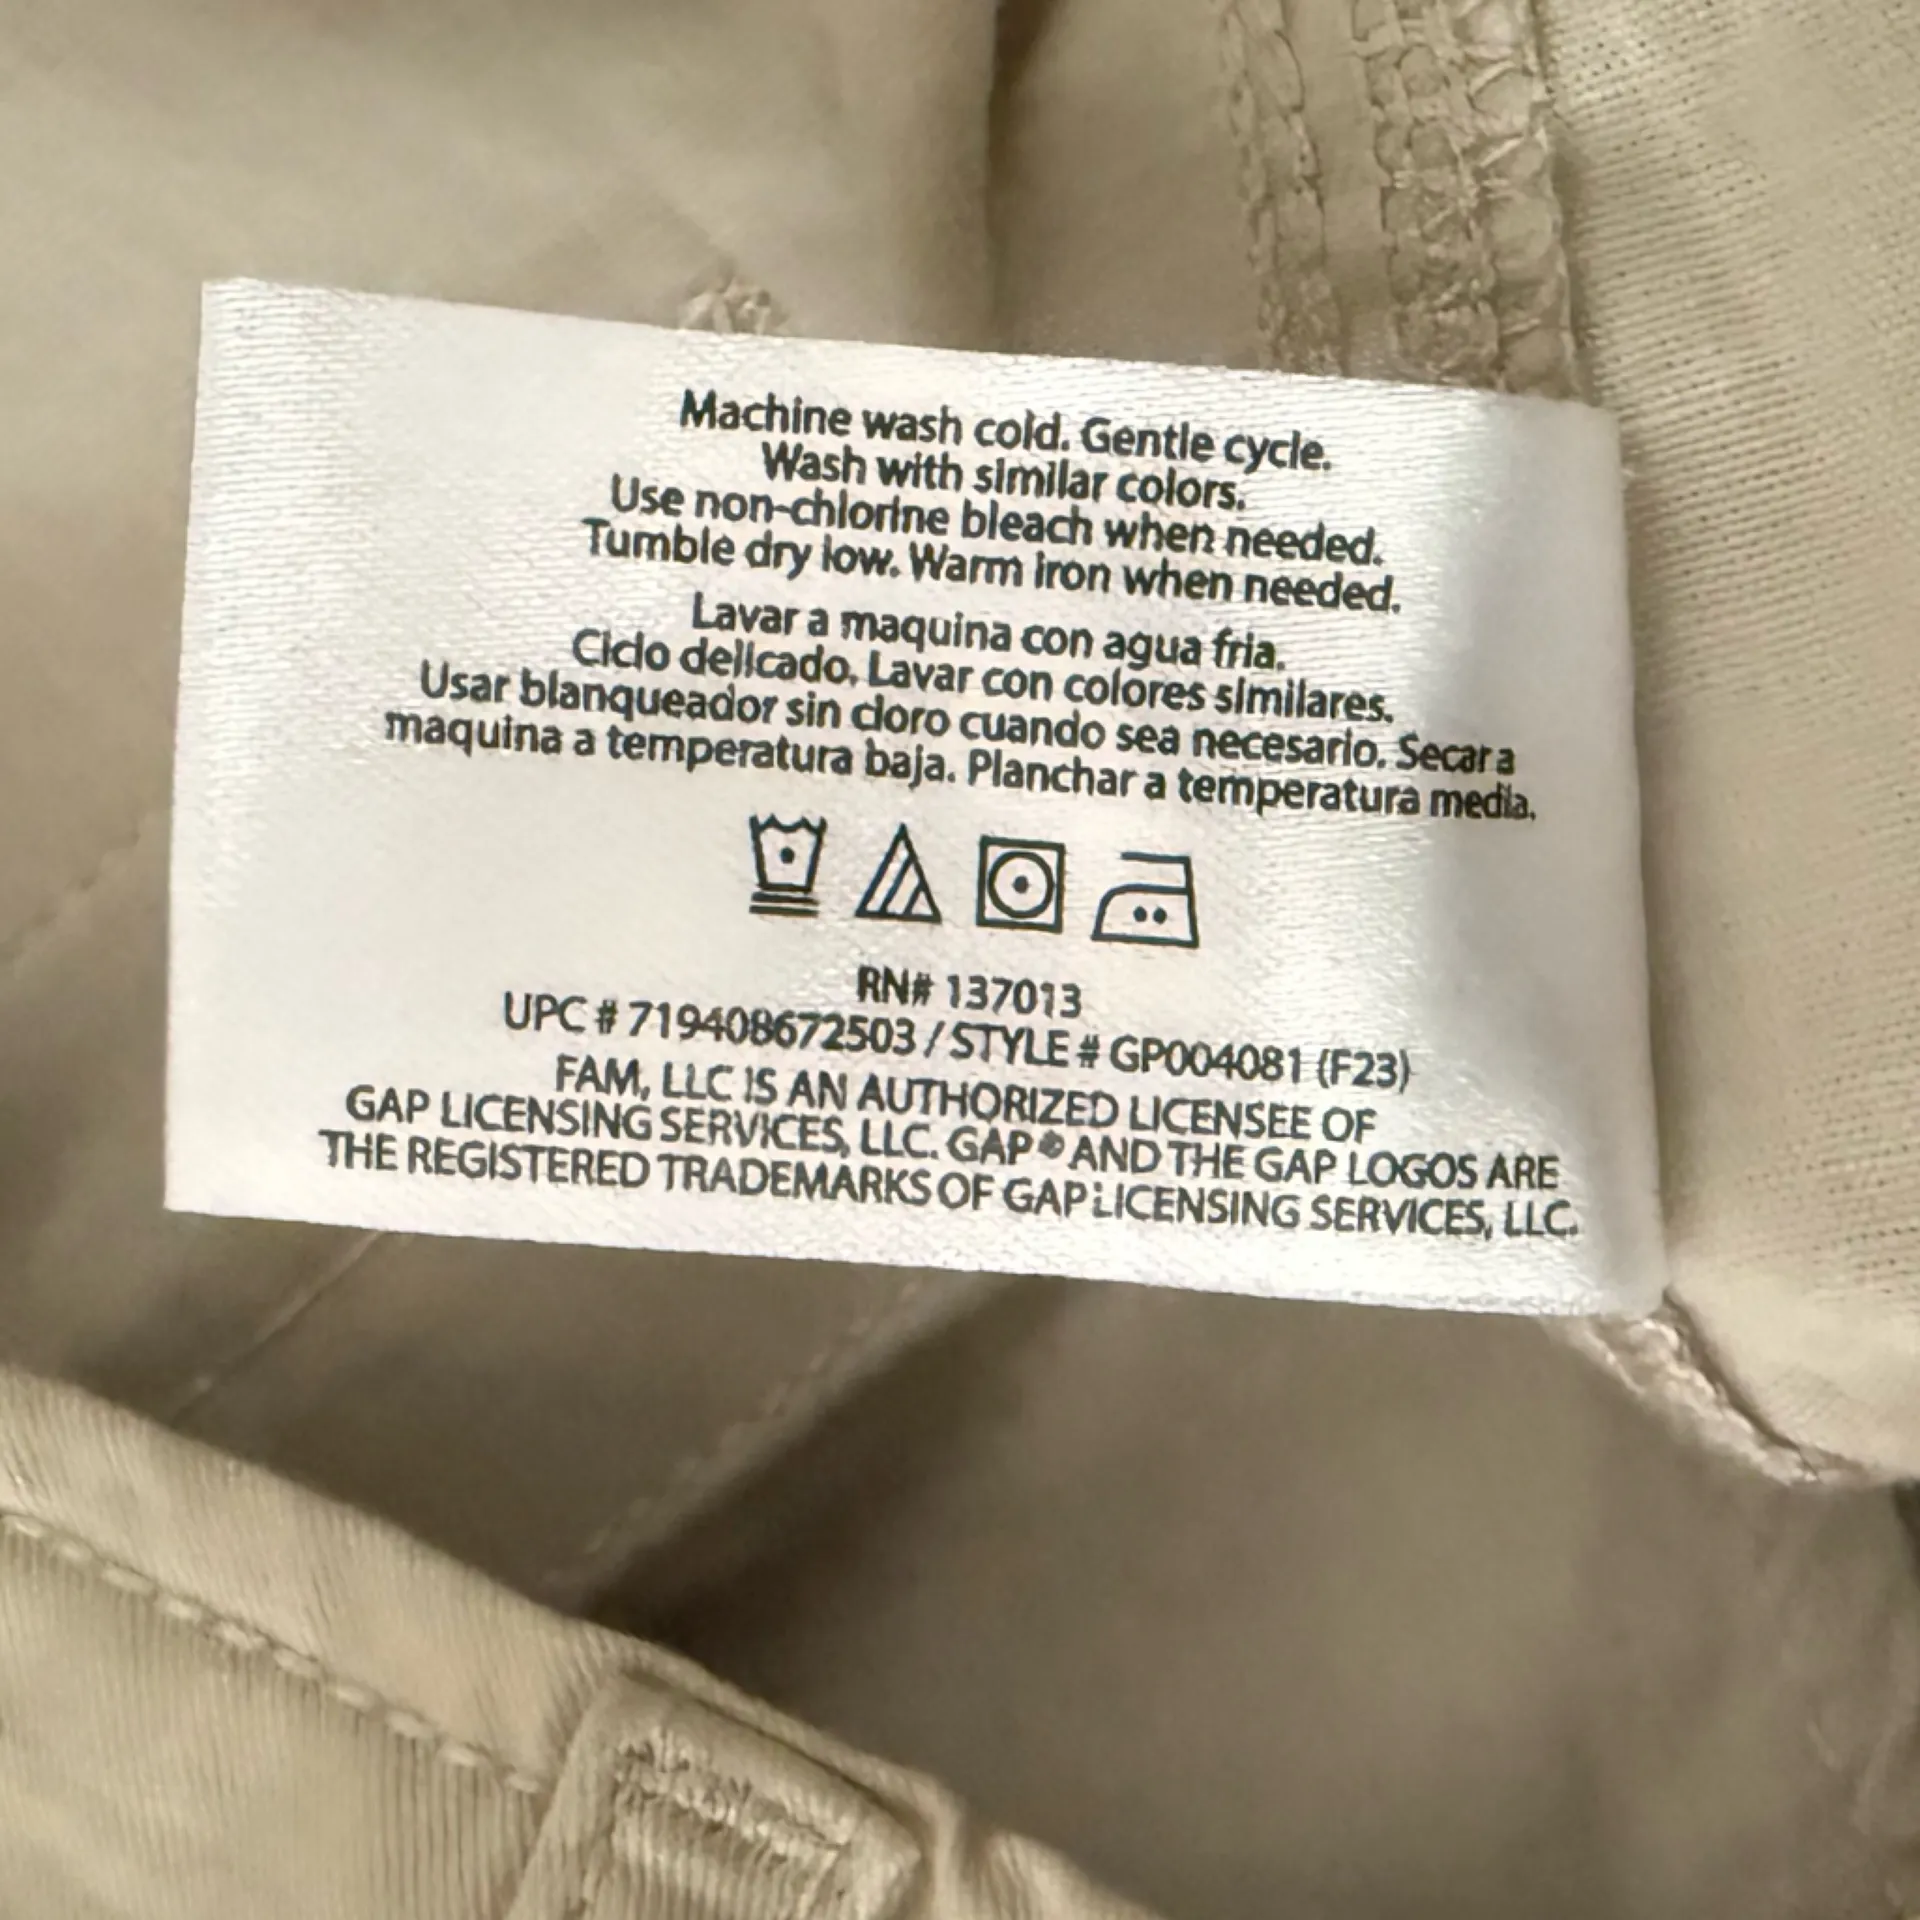 Machine wash cold. Gentle cycle.
Wash with similar colors.
Use non-chlorine bleach when needed.
Tumble dry low. Warm iron when needed.
Lavar a maquina con agua fria.
Ciclo delicado. Lavar con colores similares.
Usar blanqueador sin cloro cuando sea necesario. Secar a
maquina a temperatura baja. Planchar a temperatura media.
RN# 137013
UPC # 719408672503 / STYLE # GP004081 (F23)
FAM, LLC IS AN AUTHORIZED LICENSEE OF
GAP LICENSING SERVICES, LLC. GAP® AND THE GAP LOGOS ARE
THE REGISTERED TRADEMARKS OF GAP LICENSING SERVICES, LLC.